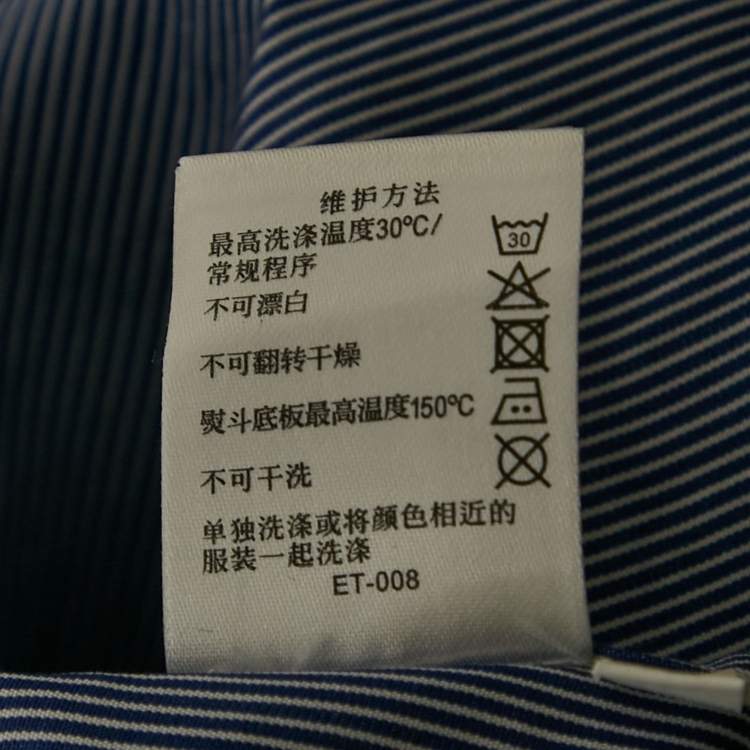 维护方法
最高洗涤温度30℃/
常规程序
30
不可漂白
不可翻转干燥
熨斗底板最高温度150℃
不可干洗
单独洗涤或将颜色相近的
服装一起洗涤
ET-008